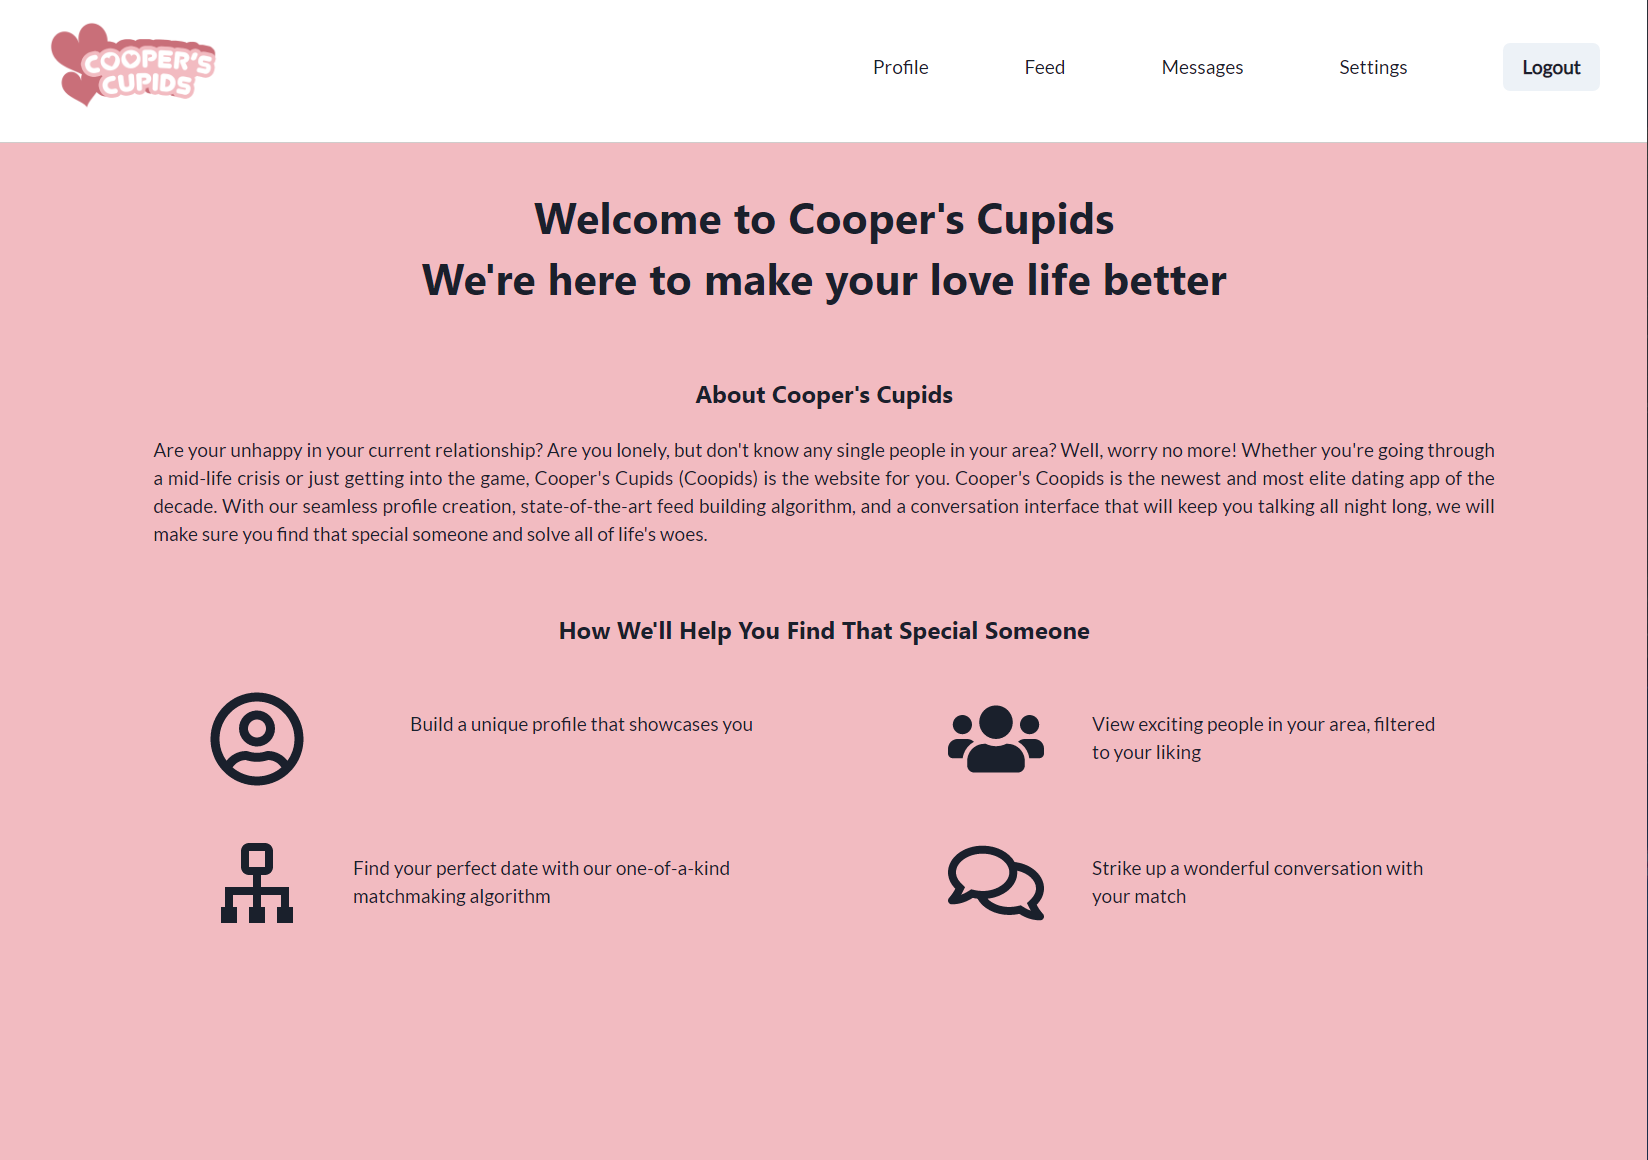 COOPER'S
CUPIDS
Profile
Feed
Messages
Settings
Logout
Welcome to Cooper's Cupids
We're here to make your love life better
About Cooper's Cupids
Are your unhappy in your current relationship? Are you lonely, but don't know any single people in your area? Well, worry no more! Whether you're going through
a mid-life crisis or just getting into the game, Cooper's Cupids (Coopids) is the website for you. Cooper's Coopids is the newest and most elite dating app of the
decade. With our seamless profile creation, state-of-the-art feed building algorithm, and a conversation interface that will keep you talking all night long, we will
make sure you find that special someone and solve all of life's woes.
How We'll Help You Find That Special Someone
Build a unique profile that showcases you
View exciting people in your area, filtered
to your liking
Find your perfect date with our one-of-a-kind
matchmaking algorithm
Strike up a wonderful conversation with
your match